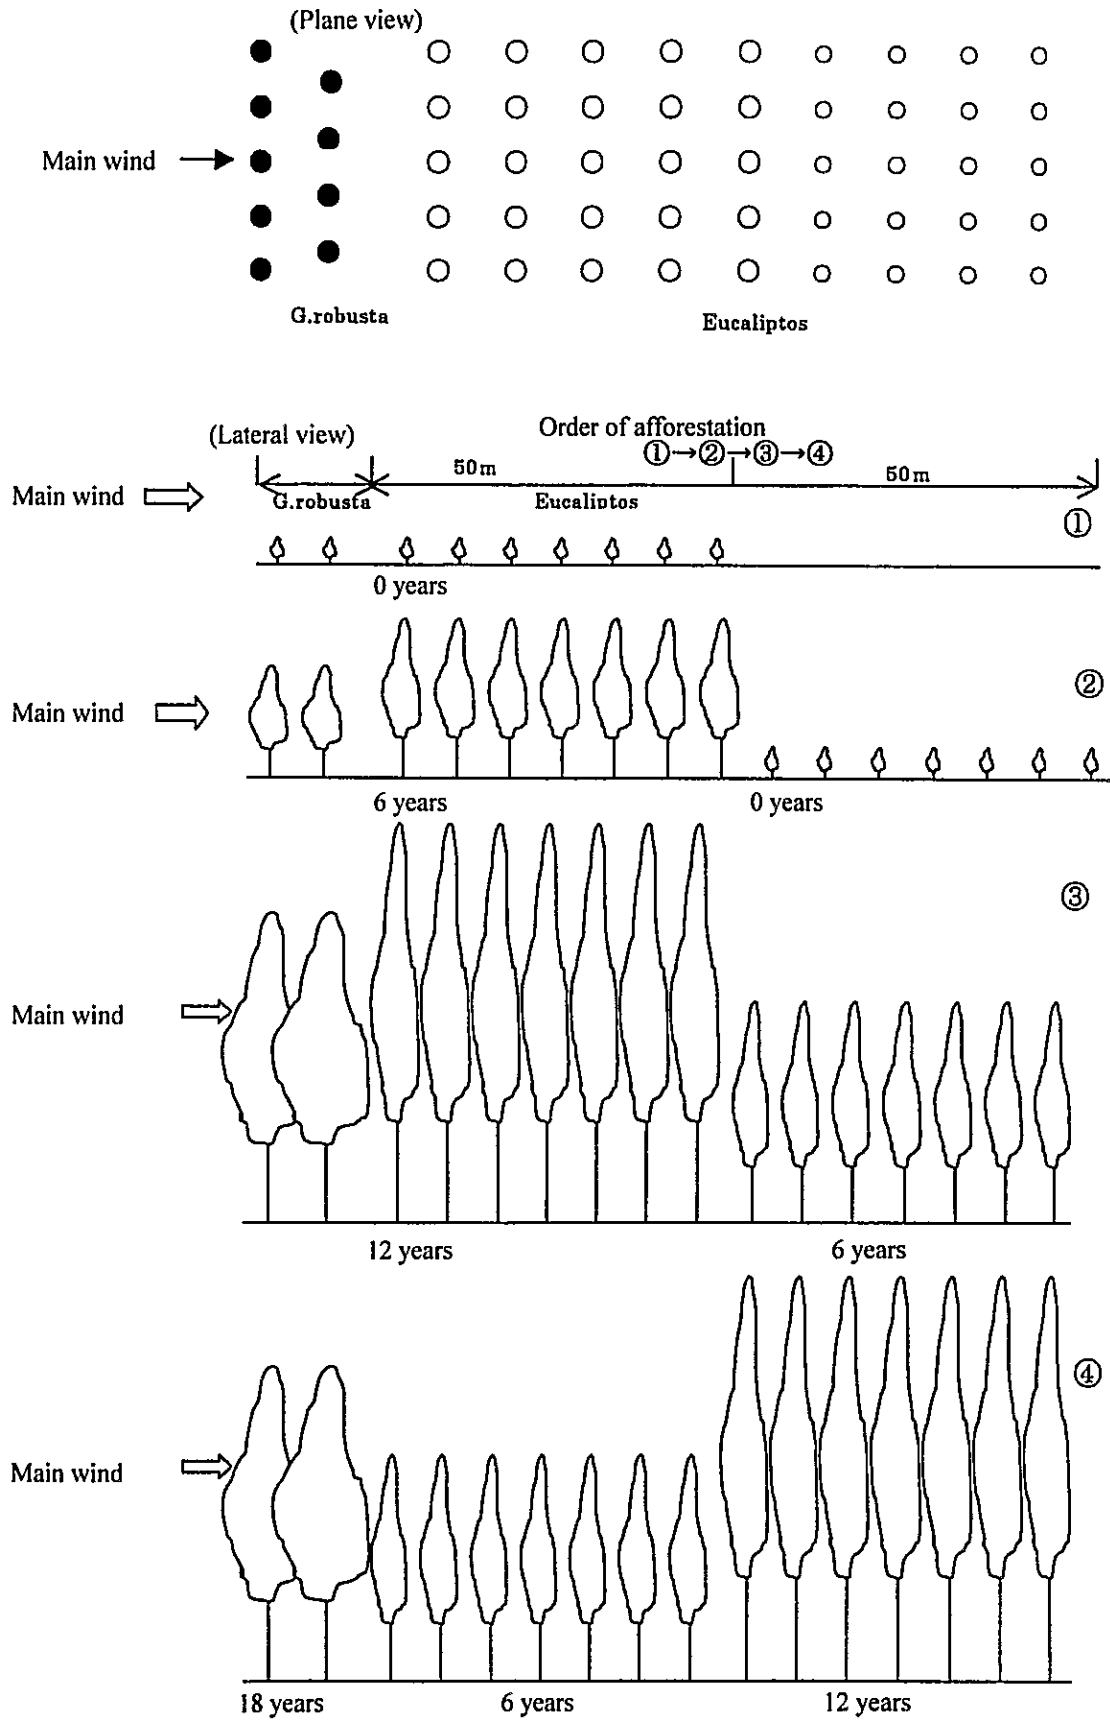 (Plane view)
Main wind
G.robusta
Eucaliptos
(Lateral view)
Order of afforestation
①→②→③→④
50m
50m
Main wind
G.robusta
Eucaliptos
①
0 years
②
Main wind
6 years
0 years
③
Main wind
12 years
6 years
④
Main wind
18 years
6 years
12 years